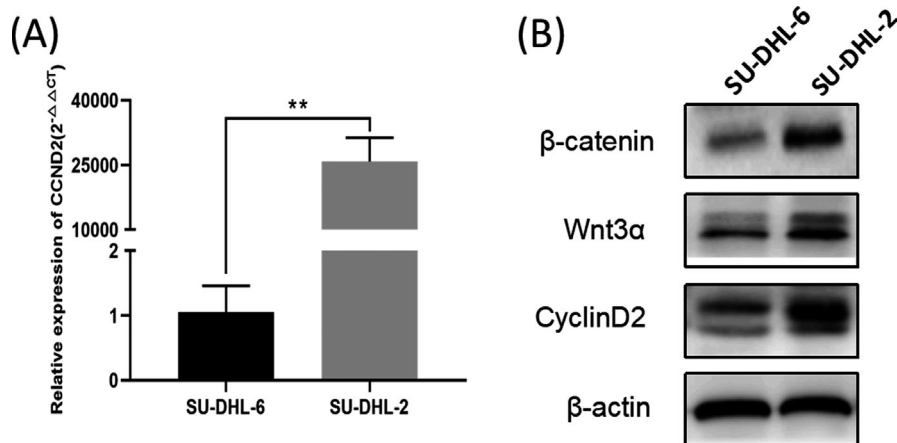 (A)
Relative expression of CCND2(2-△△CT)
40000
25000
10000
2
1
0
**
SU-DHL-6
SU-DHL-2
(B)
SU-DHL-6
SU-DHL-2
β-catenin
Wnt3α
CyclinD2
β-actin